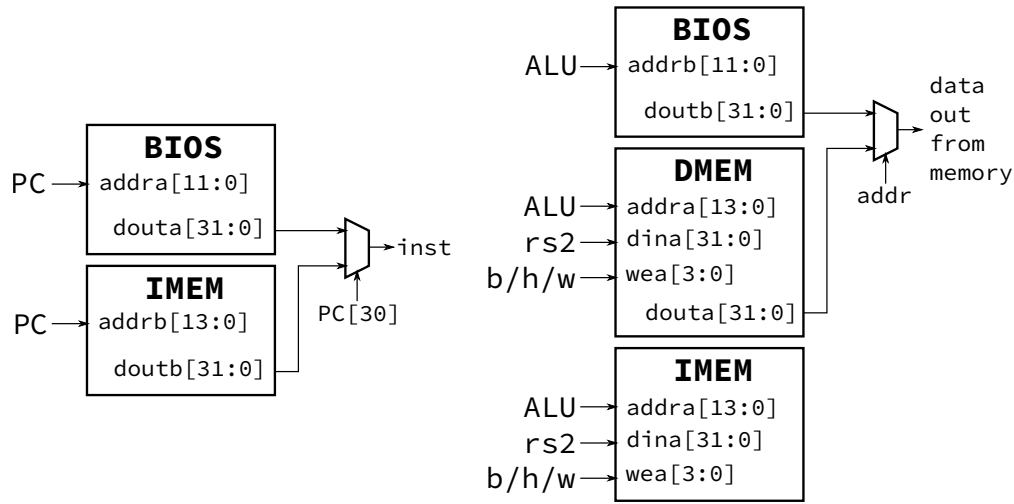 BIOS
PC
addra[11:0]
douta[31:0]
inst
IMEM
PC
addrb[13:0]
PC[30]
doutb[31:0]
BIOS
ALU
addrb[11:0]
doutb[31:0]
data
out
from
memory
DMEM
addr
ALU
addra[13:0]
rs2
dina[31:0]
b/h/w
wea[3:0]
douta[31:0]
IMEM
ALU
addra[13:0]
rs2
dina[31:0]
b/h/w
wea[3:0]